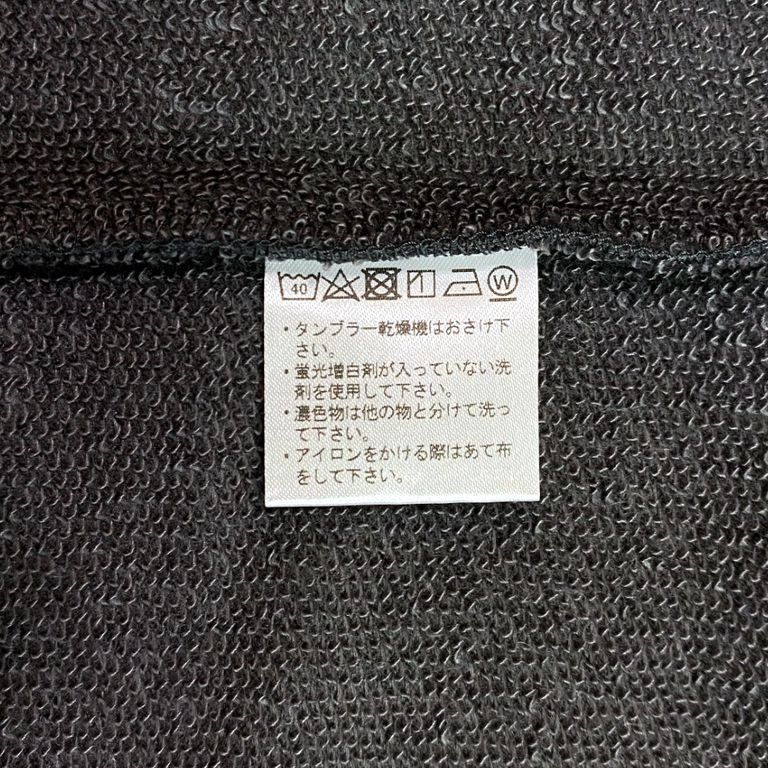 40 W
・タンブラー乾燥機はおさけ下
さい。
・蛍光増白剤が入っていない洗
剤を使用して下さい。
・濃色物は他の物と分けて洗っ
て下さい。
・アイロンをかける際はあて布
をして下さい。